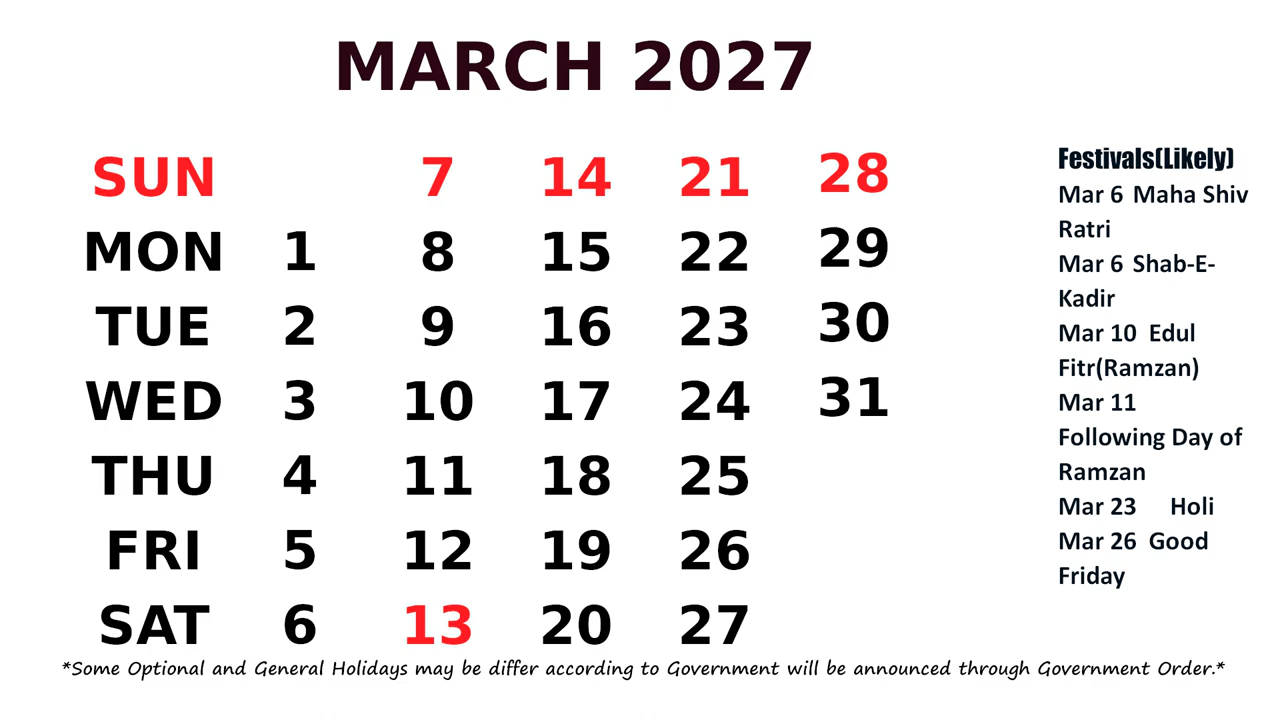 MARCH 2027
SUN 7 14 21 28
MON 1 8 15 22 29
TUE 2 9 16 23 30
WED 3 10 17 24 31
THU 4 11 18 25
FRI 5 12 19 26
SAT 6 13 20 27
Festivals(Likely)
Mar 6 Maha Shiv
Ratri
Mar 6 Shab-E-
Kadir
Mar 10 Edul
Fitr(Ramzan)
Mar 11
Following Day of
Ramzan
Mar 23 Holi
Mar 26 Good
Friday
*Some Optional and General Holidays may be differ according to Government will be announced through Government Order.*